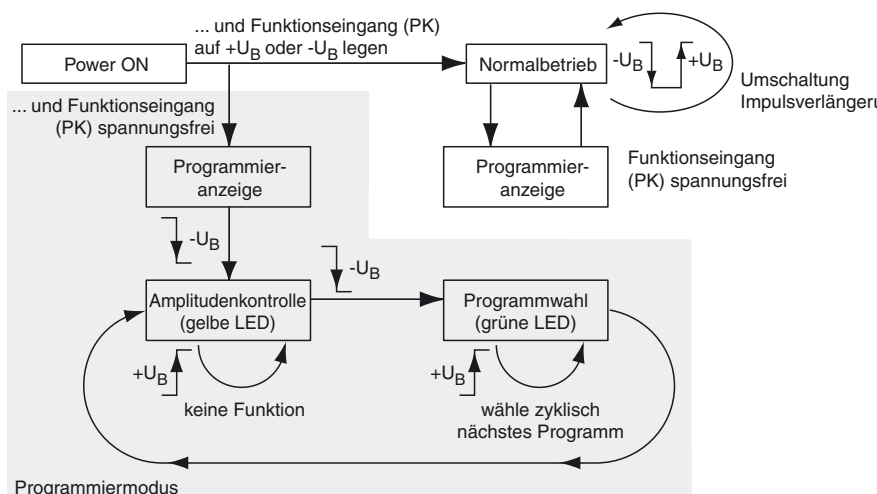 ... und Funktionseingang (PK)
auf +UB oder -UB legen
Power ON
Normalbetrieb
-UB
+UB
Umschaltung
... und Funktionseingang
(PK) spannungsfrei
Programmier-
anzeige
Programmier-
anzeige
Funktionseingang
(PK) spannungsfrei
-UB
-UB
Amplitudenkontrolle
(gelbe LED)
Programmwahl
(grüne LED)
+UB
keine Funktion
+UB
wähle zyklisch
nächstes Programm
Programmiermodus